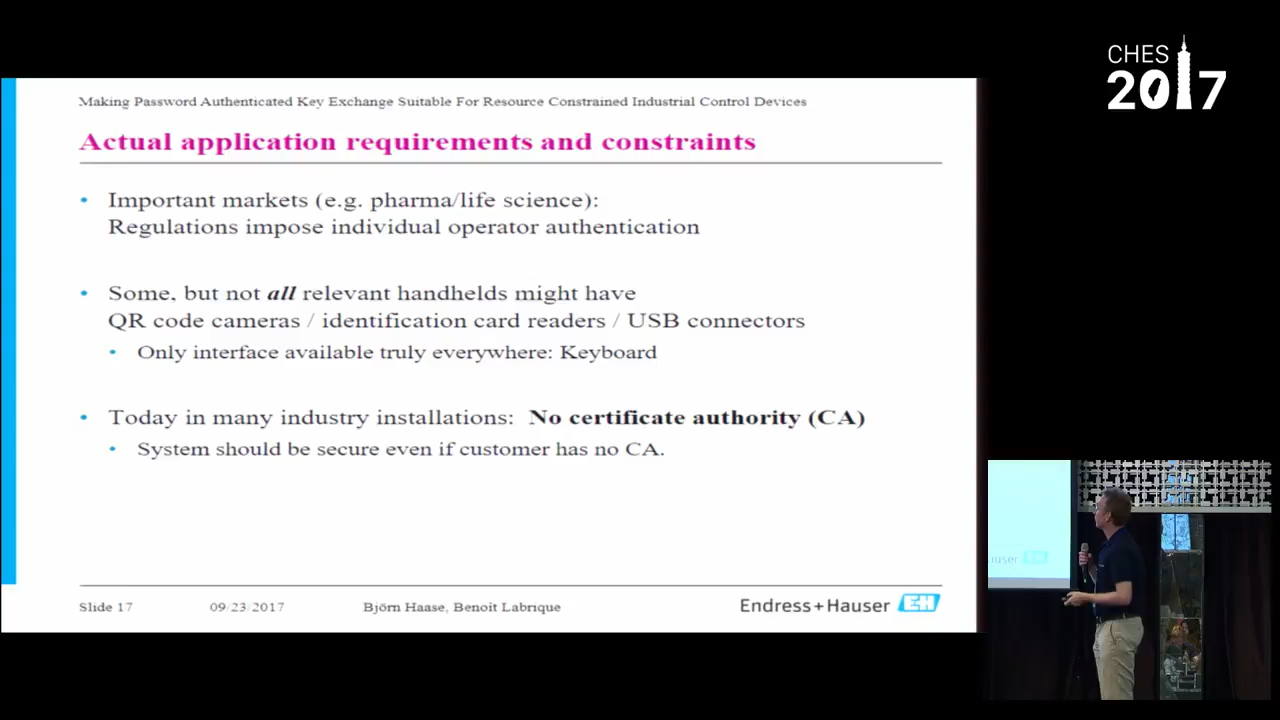 CHES
2017
Making Password Authenticated Key Exchange Suitable For Resource Constrained Industrial Control Devices
Actual application requirements and constraints
• Important markets (e.g. pharma/life science):
Regulations impose individual operator authentication
• Some, but not all relevant handhelds might have
QR code cameras / identification card readers / USB connectors
• Only interface available truly everywhere: Keyboard
• Today in many industry installations: No certificate authority (CA)
• System should be secure even if customer has no CA.
Slide 17 09/23/2017 Björn Haase, Benoit Labrique Endress+Hauser EH
user EH